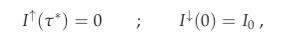 I↑(τ*) = 0 ; I↓(0) = I₀ ,